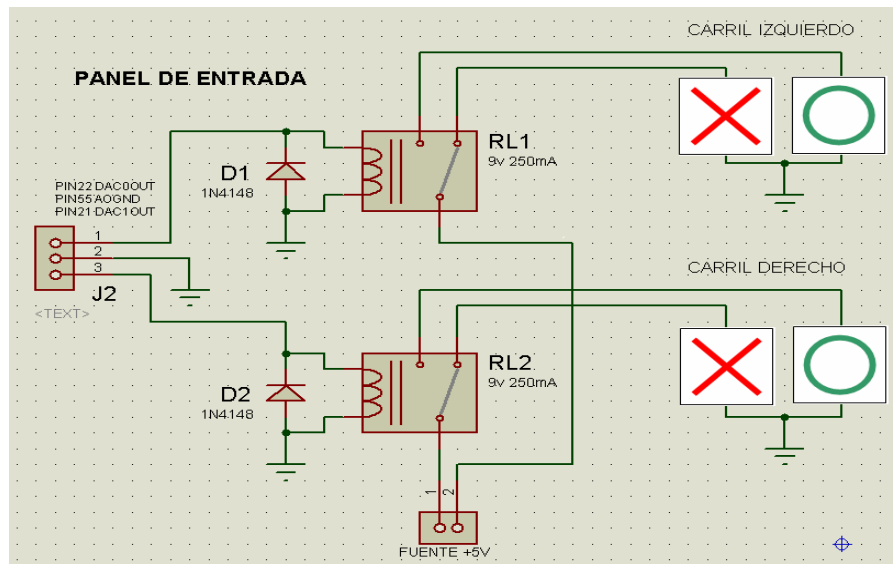 CARRIL IZQUIERDO
PANEL DE ENTRADA
RL1
9v 250mA
D1
1N4148
PIN22 DAC0OUT
PIN55 AOGND
PIN21 DAC1OUT
1
2
3
J2
<TEXT>
CARRIL DERECHO
RL2
9v 250mA
D2
1N4148
1
2
FUENTE +5V